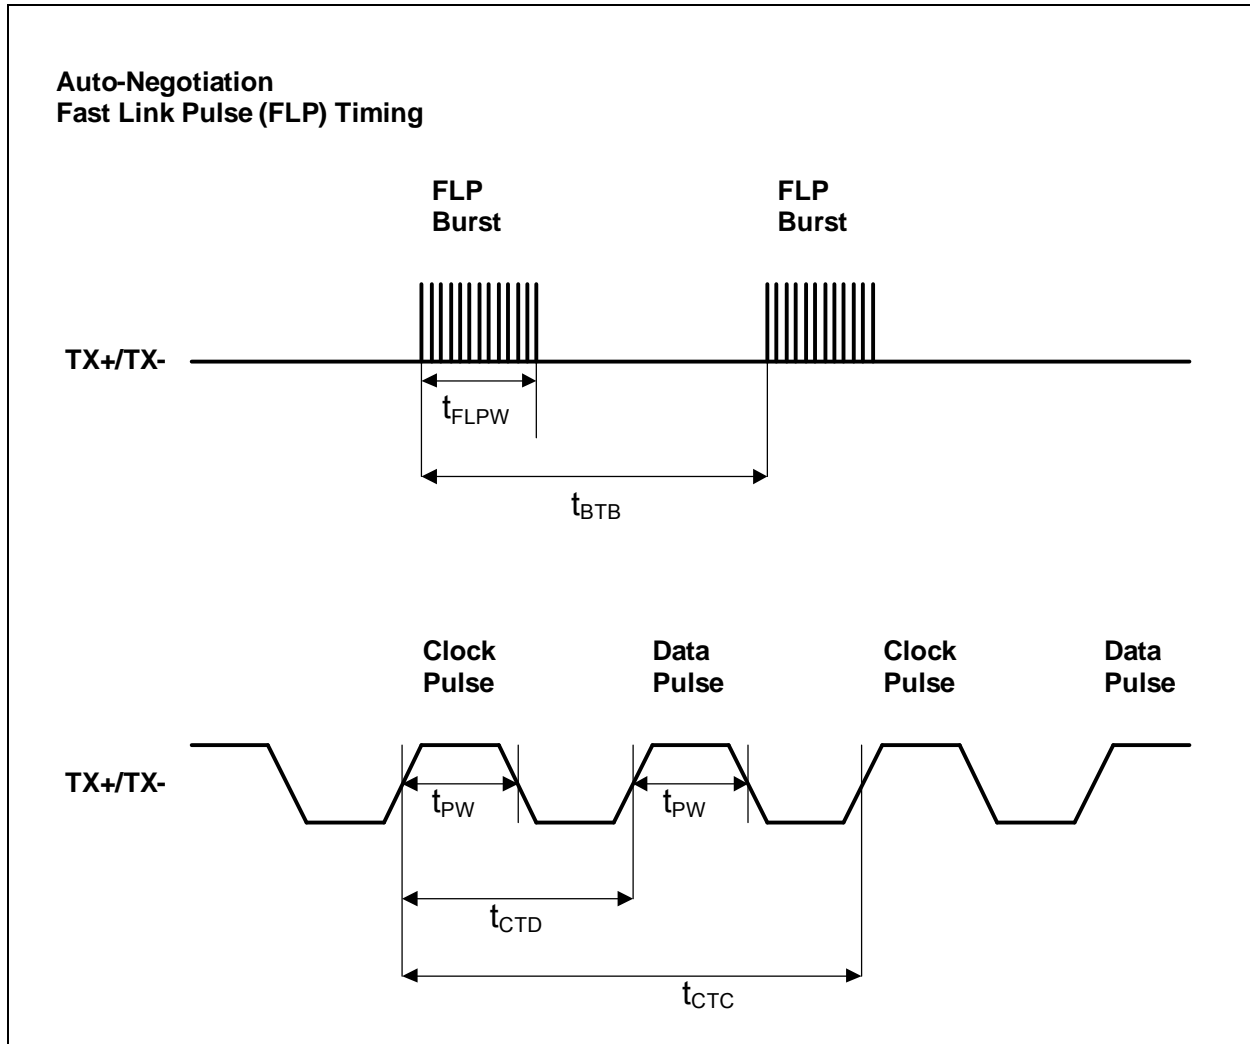 Auto-Negotiation
Fast Link Pulse (FLP) Timing
FLP
Burst
FLP
Burst
TX+/TX-
tFLPW
tBTB
Clock
Pulse
Data
Pulse
Clock
Pulse
Data
Pulse
TX+/TX-
tPW
tPW
tCTD
tCTC